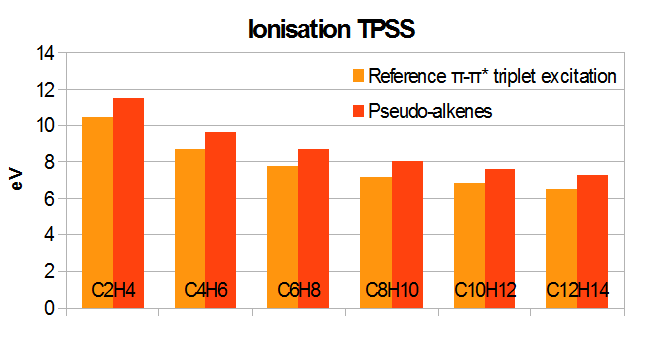 Ionisation TPSS
14
12
10
8
6
4
2
0
eV
Reference π-π* triplet excitation
Pseudo-alkenes
C2H4 C4H6 C6H8 C8H10 C10H12 C12H14